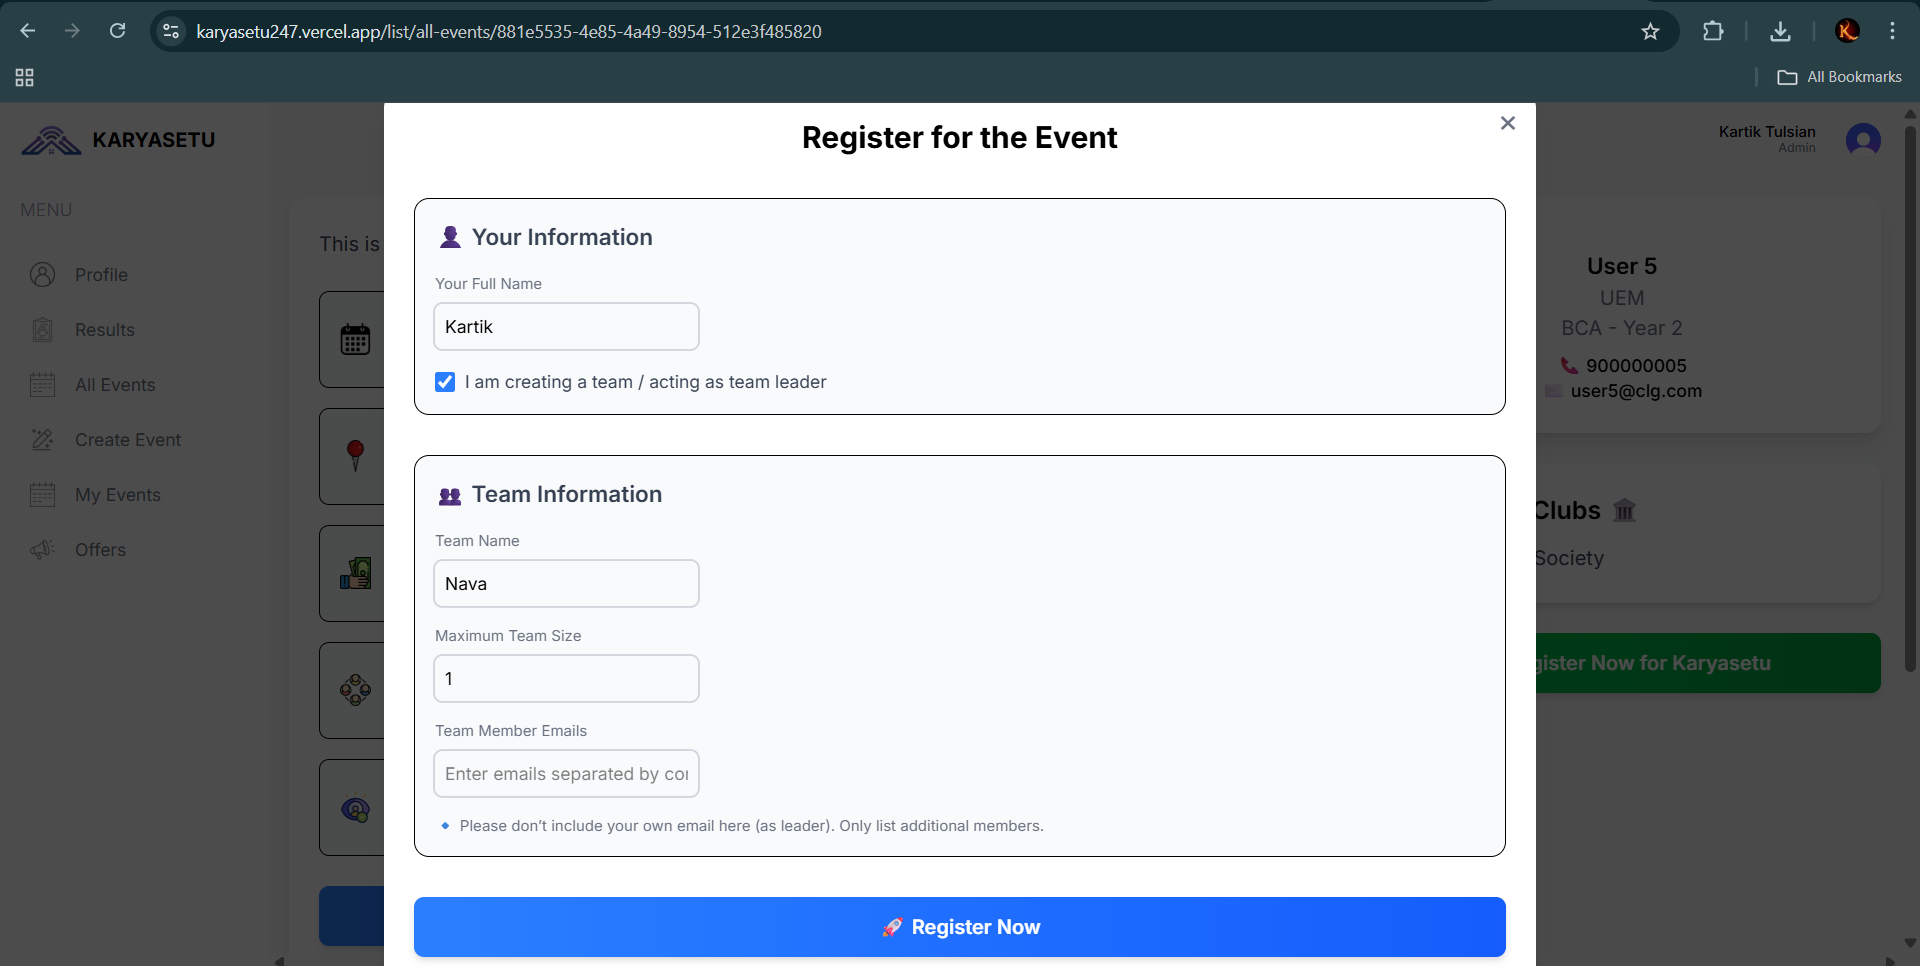 karyasetu247.vercel.app/list/all-events/881e5535-4e85-4a49-8954-512e3f485820
All Bookmarks
KARYASETU
MENU
Profile
Results
All Events
Create Event
My Events
Offers
This is
Register for the Event
Your Information
Your Full Name
Kartik
I am creating a team / acting as team leader
Team Information
Team Name
Nava
Maximum Team Size
1
Team Member Emails
Enter emails separated by co
Please don’t include your own email here (as leader). Only list additional members.
Register Now
Kartik Tulsian
Admin
User 5
UEM
BCA - Year 2
900000005
user5@clg.com
Clubs
Society
gister Now for Karyasetu